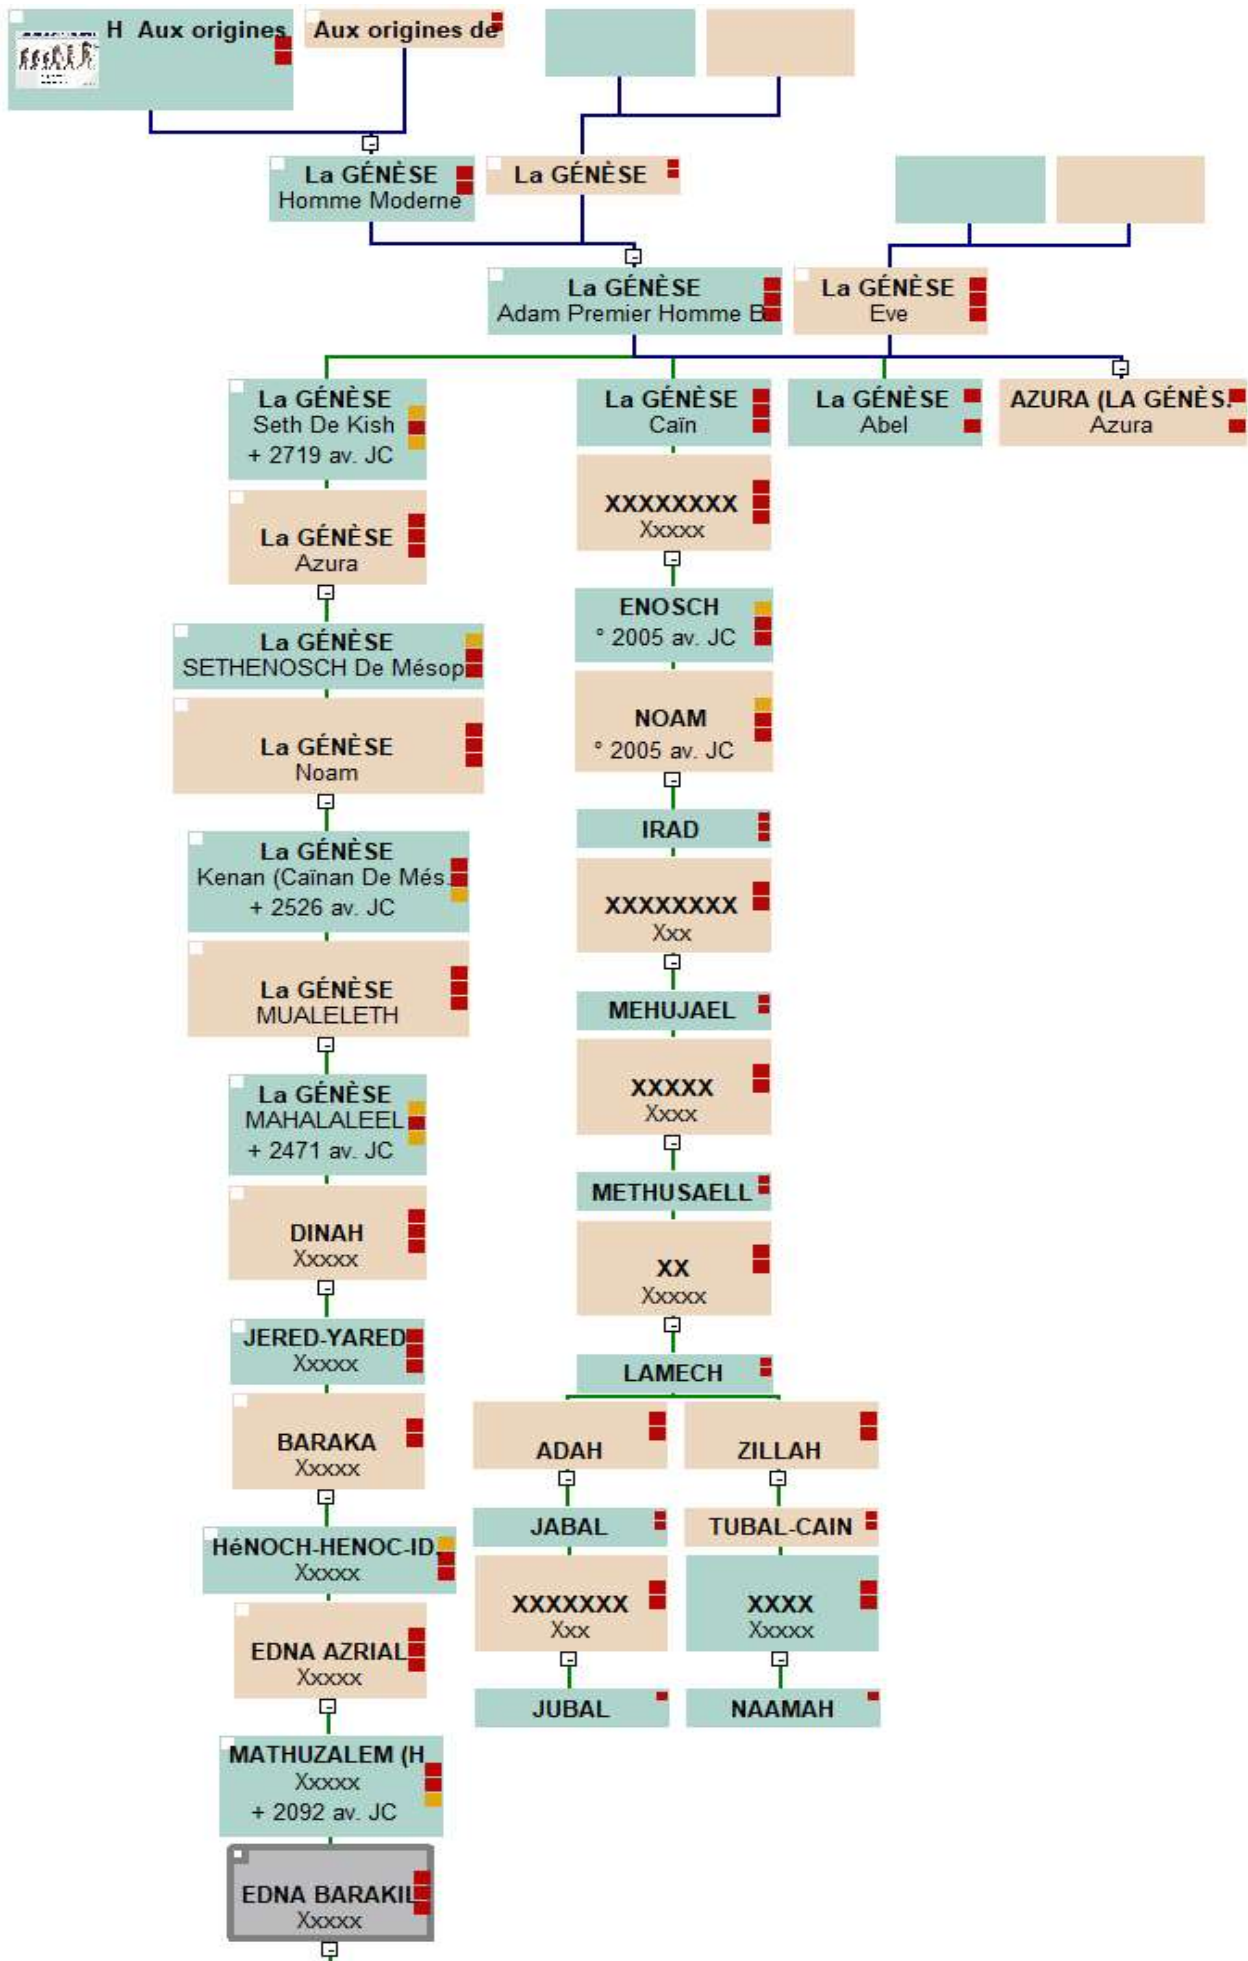 H Aux origines
Aux origines de
La GÉNÈSE
Homme Moderne
La GÉNÈSE
La GÉNÈSE
Adam Premier Homme B
La GÉNÈSE
Eve
La GÉNÈSE
Seth De Kish
+ 2719 av. JC
La GÉNÈSE
Caïn
La GÉNÈSE
Abel
AZURA (LA GÉNÈS.
Azura
La GÉNÈSE
Azura
XXXXXXXX
Xxxxx
La GÉNÈSE
SETHENOSCH De Mésop
ENOSCH
° 2005 av. JC
La GÉNÈSE
Noam
NOAM
° 2005 av. JC
La GÉNÈSE
Kenan (Caïnan De Més.
+ 2526 av. JC
IRAD
XXXXXXXX
Xxx
La GÉNÈSE
MUALELETH
MEHUJAEL
XXXXX
Xxxx
La GÉNÈSE
MAHALALEEL
+ 2471 av. JC
METHUSAELL
DINAH
Xxxxx
XX
Xxxxx
JERED-YARED
Xxxxx
LAMECH
BARAKA
Xxxxx
ADAH
ZILLAH
HéNOCH-HENOC-ID.
Xxxxx
JABAL
TUBAL-CAIN
XXXXXXX
Xxx
XXXX
Xxxxx
EDNA AZRIAL
Xxxxx
JUBAL
NAAMAH
MATHUZALEM (H
Xxxxx
+ 2092 av. JC
EDNA BARAKIL
Xxxxx